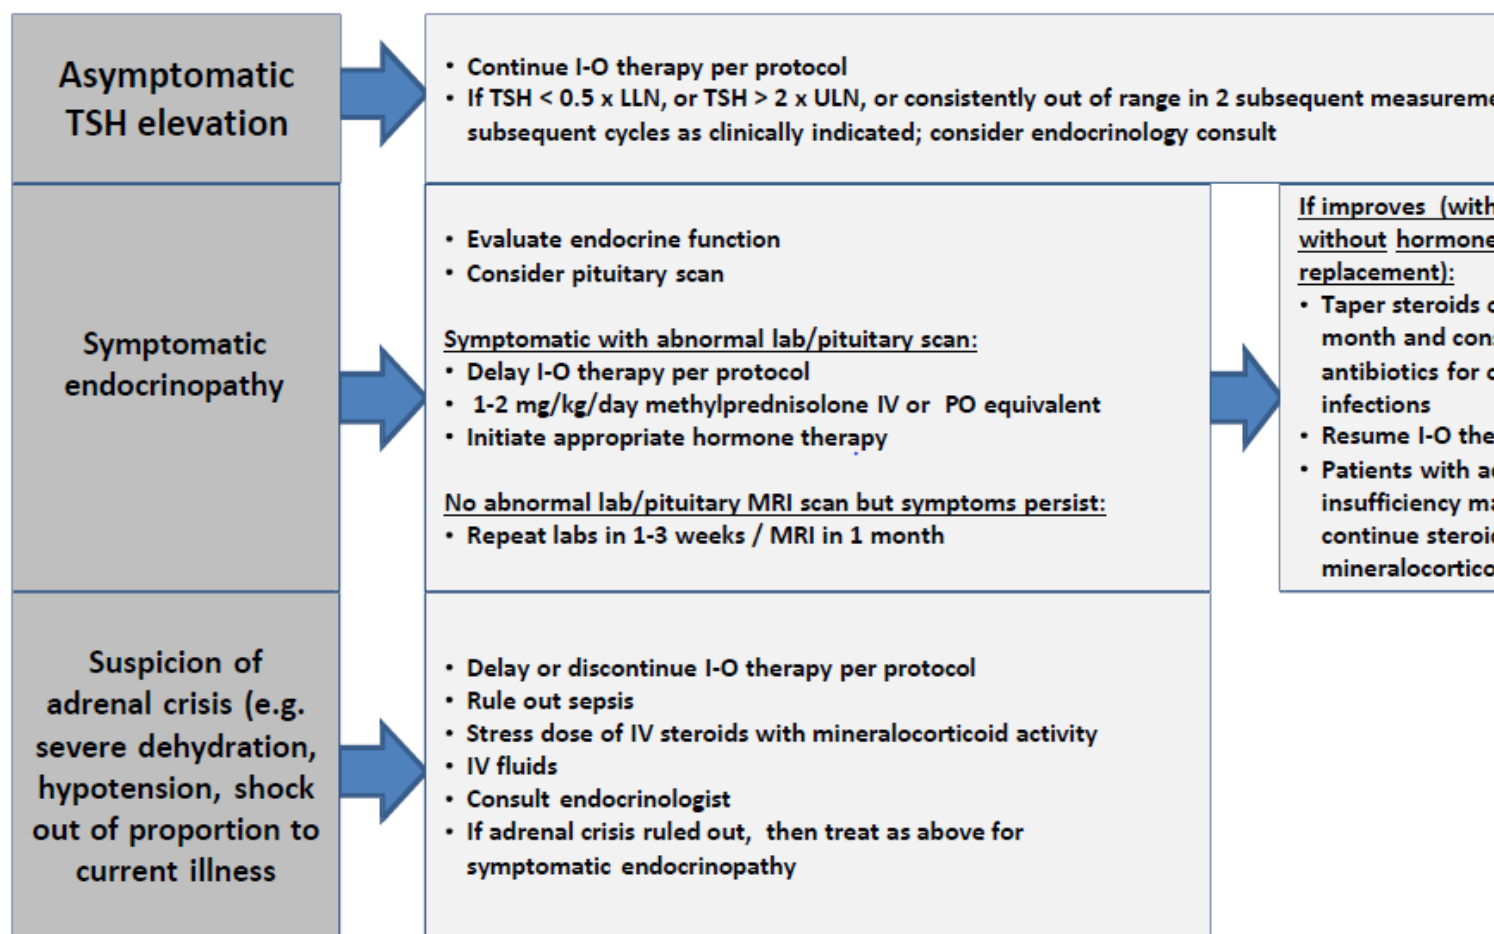 Asymptomatic
TSH elevation
• Continue I-O therapy per protocol
• If TSH < 0.5 x LLN, or TSH > 2 x ULN, or consistently out of range in 2 subsequent
subsequent cycles as clinically indicated; consider endocrinology consult
Symptomatic
endocrinopathy
• Evaluate endocrine function
• Consider pituitary scan
Symptomatic with abnormal lab/pituitary scan:
• Delay I-O therapy per protocol
• 1-2 mg/kg/day methylprednisolone IV or PO equivalent
• Initiate appropriate hormone therapy
No abnormal lab/pituitary MRI scan but symptoms persist:
• Repeat labs in 1-3 weeks / MRI in 1 month
If improves (with
without hormone
replacement):
• Taper steroids
month and
antibiotics for
infections
• Resume I-O
• Patients with
insufficiency
continue
Suspicion of
adrenal crisis (e.g.
severe dehydration,
hypotension, shock
out of proportion to
current illness
• Delay or discontinue I-O therapy per protocol
• Rule out sepsis
• Stress dose of IV steroids with mineralocorticoid activity
• IV fluids
• Consult endocrinologist
• If adrenal crisis ruled out, then treat as above for
symptomatic endocrinopathy